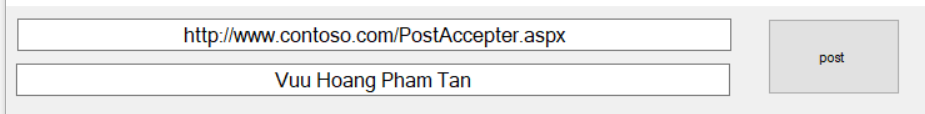 http://www.contoso.com/PostAccepter.aspx
post
Vuu Hoang Pham Tan